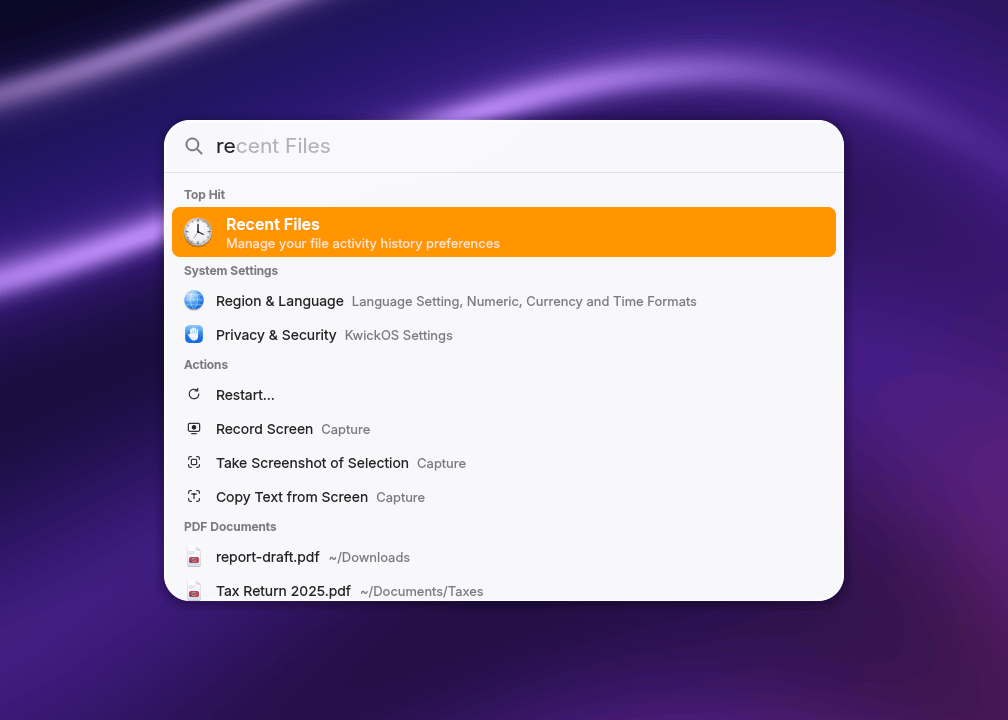 recent Files
Top Hit
Recent Files
Manage your file activity history preferences
System Settings
Region & Language Language Setting, Numeric, Currency and Time Formats
Privacy & Security KwickOS Settings
Actions
Restart...
Record Screen Capture
Take Screenshot of Selection Capture
Copy Text from Screen Capture
PDF Documents
report-draft.pdf ~/Downloads
Tax Return 2025.pdf ~/Documents/Taxes